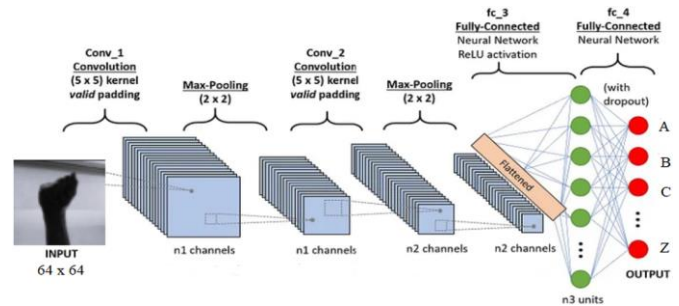 fc_3
Fully-Connected
Neural Network
ReLU activation
fc_4
Fully-Connected
Neural Network
Conv_1
Convolution
(5 x 5) kernel
valid padding
Max-Pooling
(2 x 2)
Conv_2
Convolution
(5 x 5) kernel
valid padding
Max-Pooling
(2 x 2)
(with
dropout)
A
B
C
Z
Flattened
INPUT
64 x 64
n1 channels
n1 channels
n2 channels
n2 channels
n3 units
OUTPUT